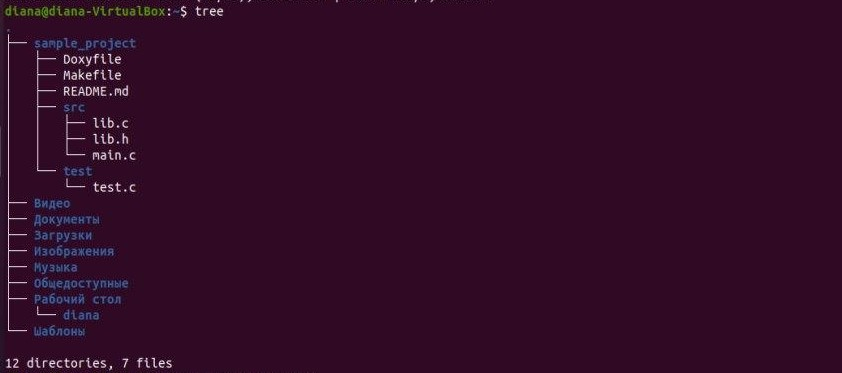 diana@diana-VirtualBox:~$ tree
.
├── sample_project
│   ├── Doxyfile
│   ├── Makefile
│   ├── README.md
│   ├── src
│   │   ├── lib.c
│   │   ├── lib.h
│   │   └── main.c
│   └── test
│       └── test.c
├── Видео
├── Документы
├── Загрузки
├── Изображения
├── Музыка
├── Общедоступные
├── Рабочий стол
│   └── diana
└── Шаблоны
12 directories, 7 files